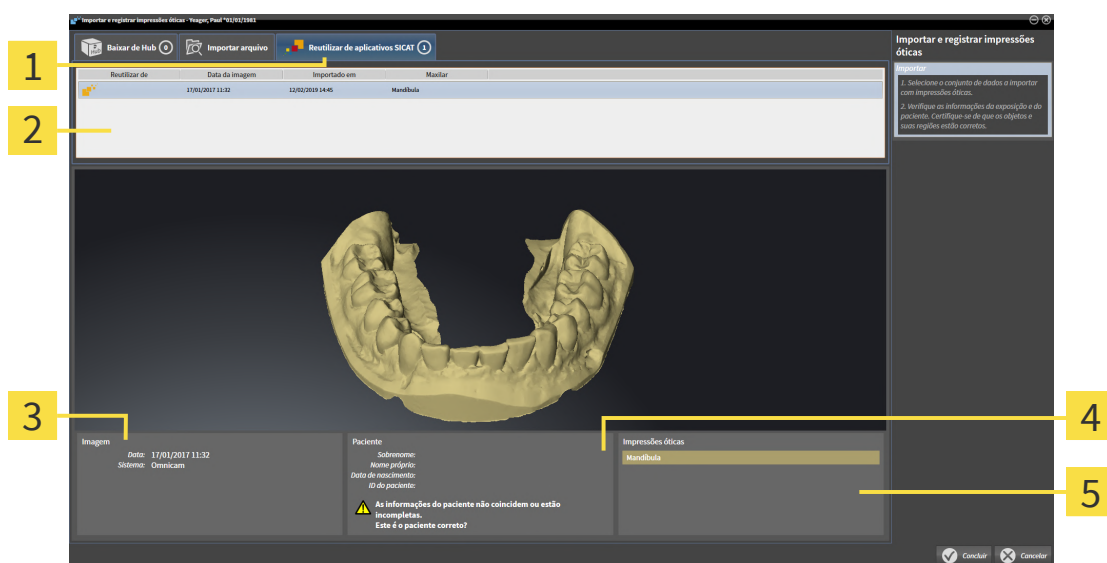 Importar e registrar impressões óticas - Yeager, Paul *01/01/1981
Hub
Baixar de Hub 0
Importar arquivo
Reutilizar de aplicativos SICAT 1
Importar e registrar impressões
óticas
1
Reutilizar de Data da imagem Importado em Maxilar
17/01/2017 11:32 12/02/2019 14:45 Mandíbula
Importar
1. Selecione o conjunto de dados a importar
com impressões óticas.
2. Verifique as informações da exposição e do
paciente. Certifique-se de que os objetos e
suas regiões estão corretos.
2
3
4
5
Imagem
Data: 17/01/2017 11:32
Sistema: Omnicam
Paciente
Sobrenome:
Nome próprio:
Data de nascimento:
ID do paciente:
As informações do paciente não coincidem ou estão
incompletas.
Este é o paciente correto?
Impressões óticas
Mandíbula
Concluir
Cancelar